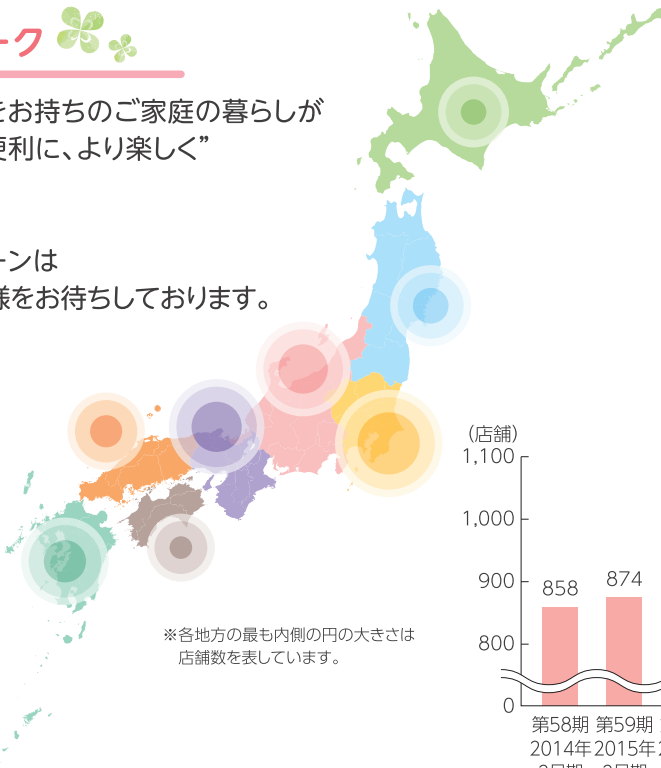 ーク
をお持ちのご家庭の暮らしが
便利に、より楽しく”
ーンは
様をお待ちしております。
（店舗）
1,100
1,000
900
800
0
858
874
※各地方の最も内側の円の大きさは
店舗数を表しています。
第58期 第59期
2014年 2015年 2